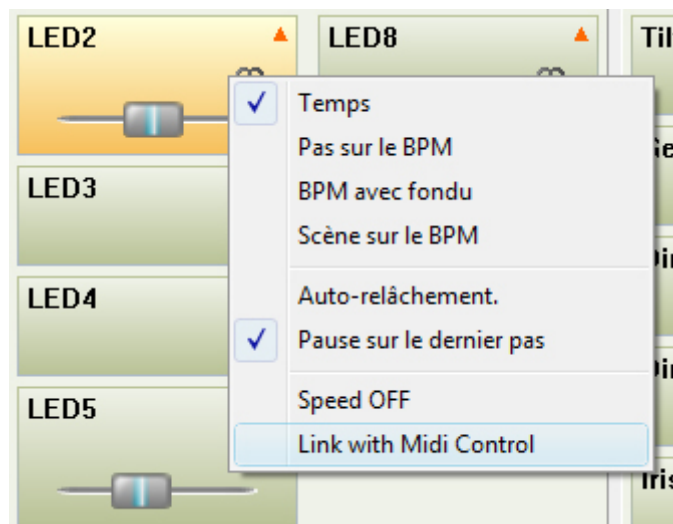 LED2
LED8
Temps
Pas sur le BPM
BPM avec fondu
Scène sur le BPM
Auto-relâchement.
Pause sur le dernier pas
Speed OFF
Link with Midi Control
LED3
LED4
LED5